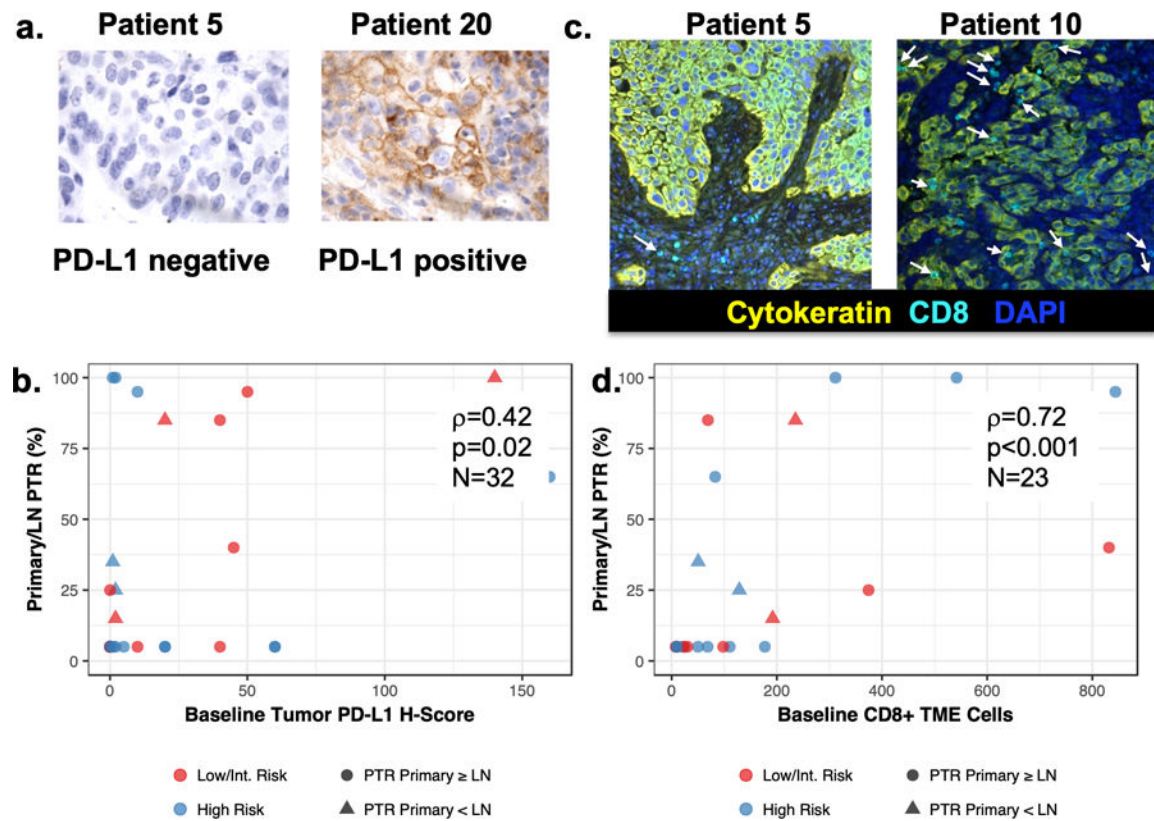 a.
Patient 5
Patient 20
PD-L1 negative
PD-L1 positive
c.
Patient 5
Patient 10
Cytokeratin CD8 DAPI
b.
Primary/LN PTR (%)
100
75
50
25
0
ρ=0.42
p=0.02
N=32
0
50
100
150
Baseline Tumor PD-L1 H-Score
Low/Int. Risk
PTR Primary ≥ LN
High Risk
PTR Primary < LN
d.
Primary/LN PTR (%)
100
75
50
25
0
ρ=0.72
p<0.001
N=23
0
200
400
600
800
Baseline CD8+ TME Cells
Low/Int. Risk
PTR Primary ≥ LN
High Risk
PTR Primary < LN